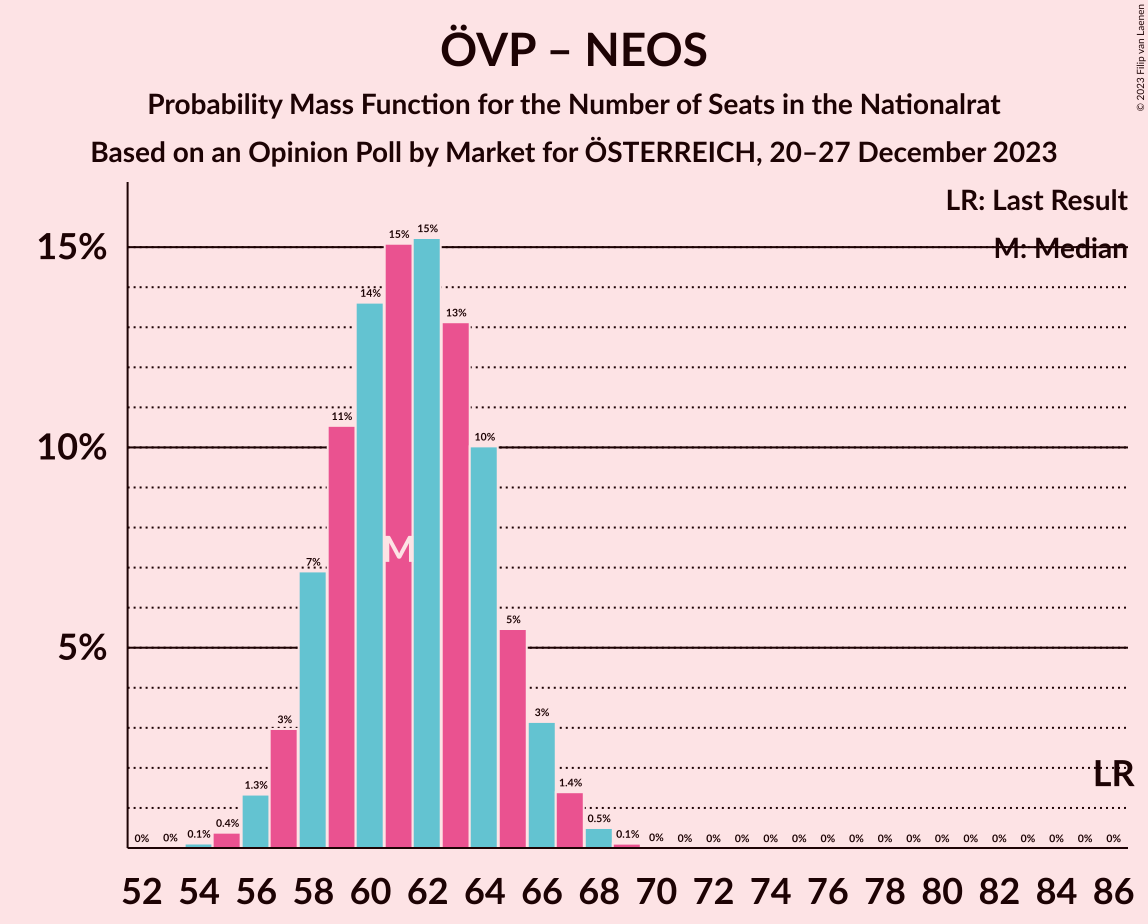 ÖVP – NEOS
Probability Mass Function for the Number of Seats in the Nationalrat
Based on an Opinion Poll by Market for ÖSTERREICH, 20–27 December 2023
© 2023 Filip van Laenen
LR: Last Result
M: Median
15%
10%
5%
0% 0% 0.1% 0.4% 1.3% 3% 7% 11% 14% 15% 15% 13% 10% 5% 3% 1.4% 0.5% 0.1% 0% 0% 0% 0% 0% 0% 0% 0% 0% 0% 0% 0% 0% 0% 0% 0% 0%
M
LR
52 54 56 58 60 62 64 66 68 70 72 74 76 78 80 82 84 86